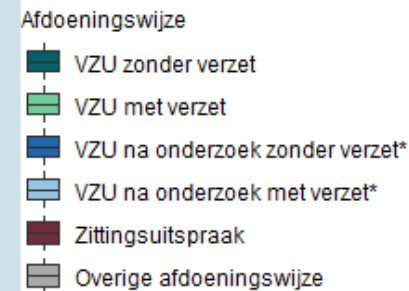 Afdoeningswijze
VZU zonder verzet
VZU met verzet
VZU na onderzoek zonder verzet*
VZU na onderzoek met verzet*
Zittingsuitspraak
Overige afdoeningswijze